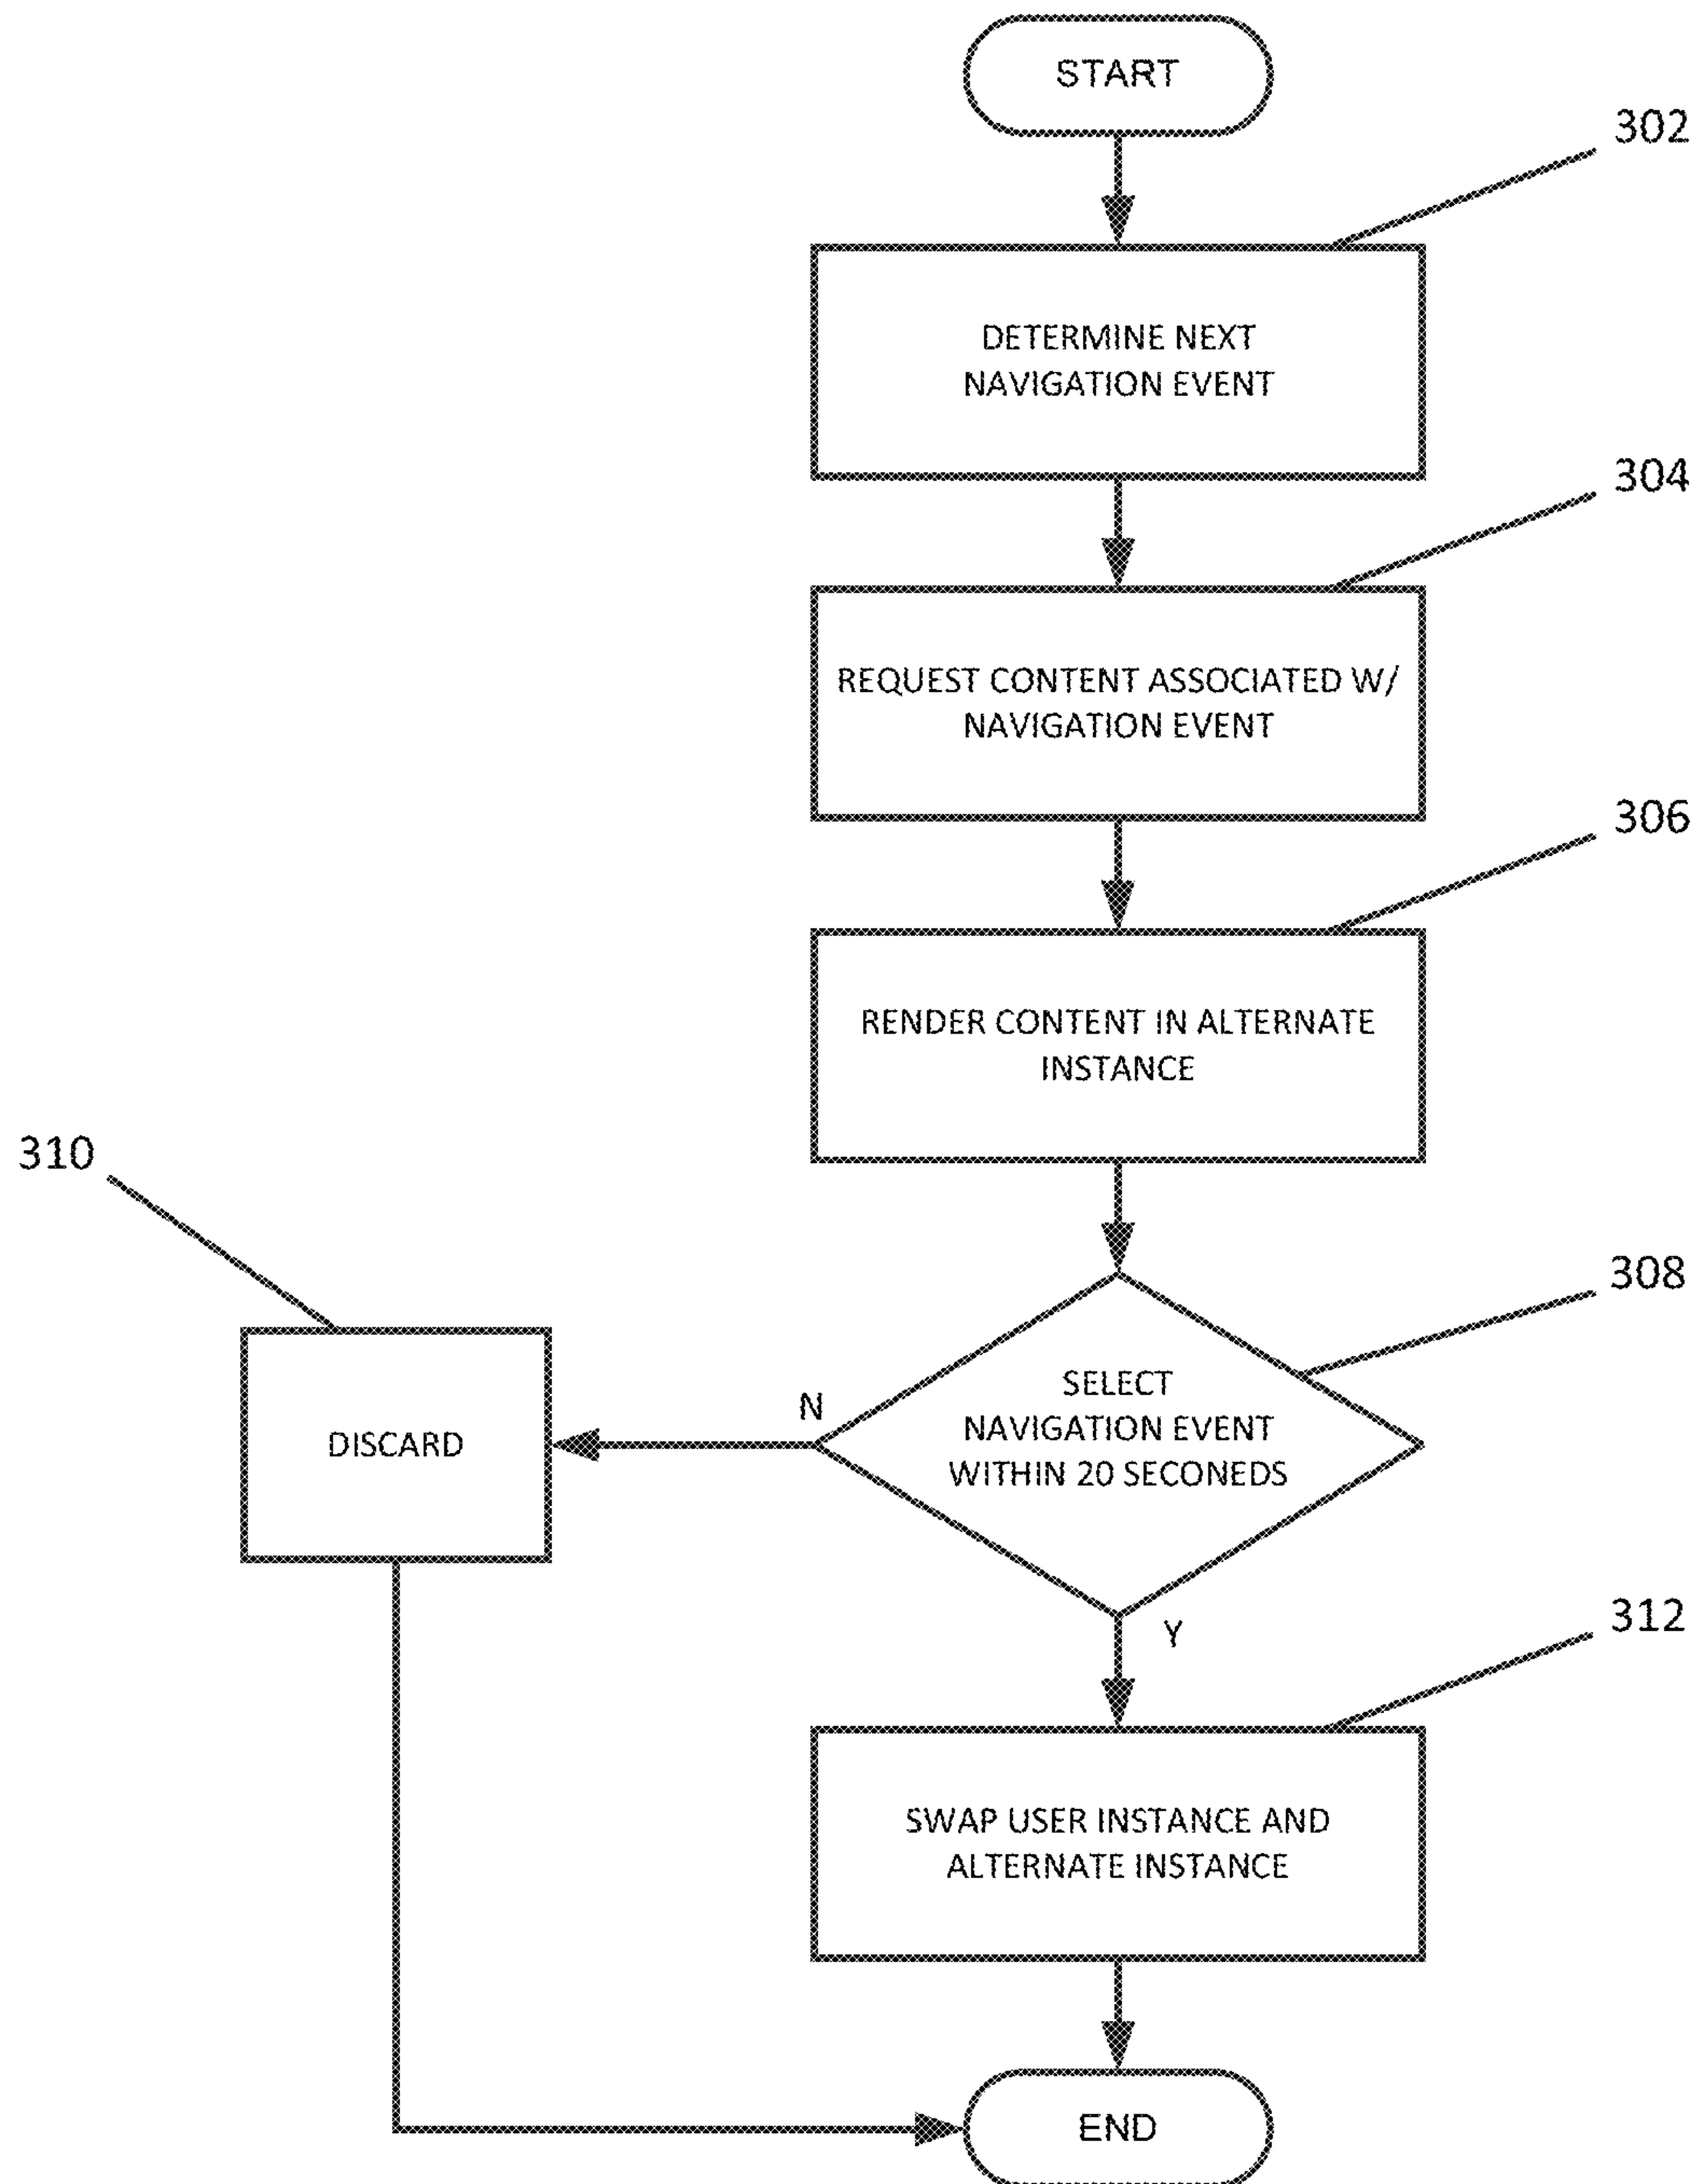 START
302
DETERMINE NEXT
NAVIGATION EVENT
304
REQUEST CONTENT ASSOCIATED W/
NAVIGATION EVENT
306
RENDER CONTENT IN ALTERNATE
INSTANCE
310
308
DISCARD
N
SELECT
NAVIGATION EVENT
WITHIN 20 SECONEDS
Y
312
SWAP USER INSTANCE AND
ALTERNATE INSTANCE
END